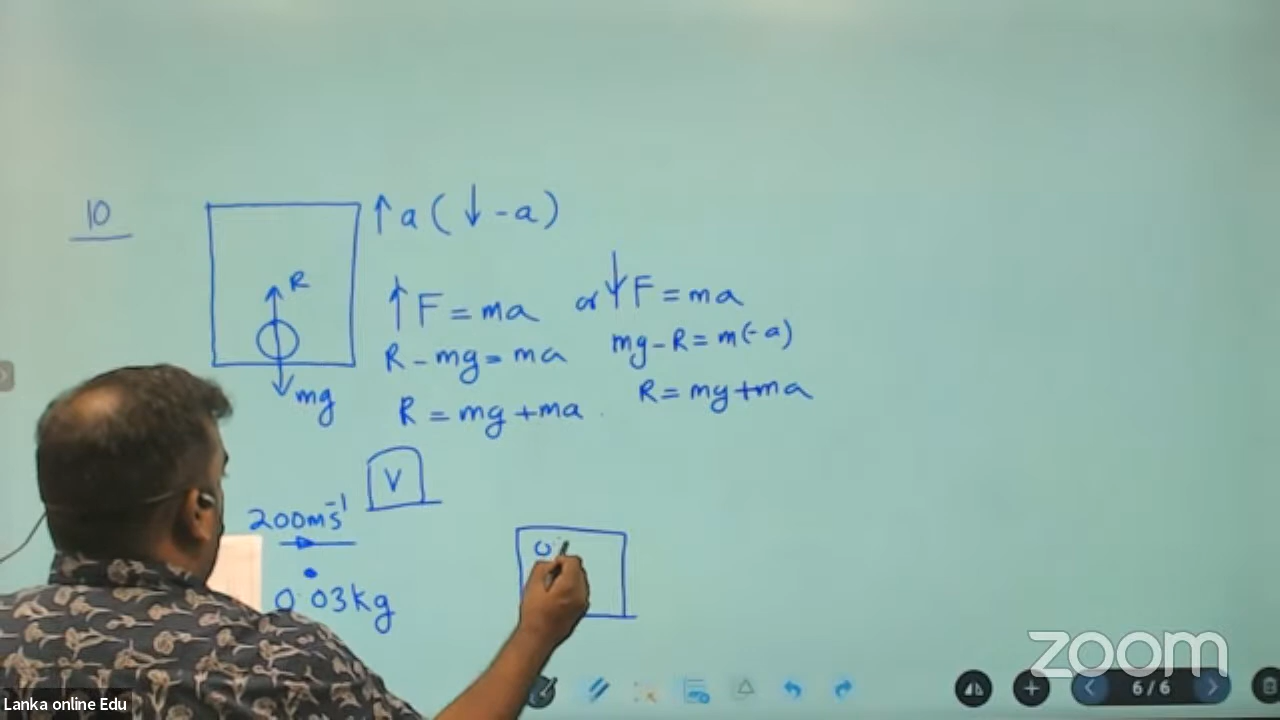 10
↑ a ( ↓ -a )
R
mg
↑ F = ma
R - mg = ma
R = mg + ma
or ↓ F = ma
mg - R = m(-a)
R = mg + ma
V
200ms⁻¹
0.03kg
0.
zoom
6/6
Lanka online Edu